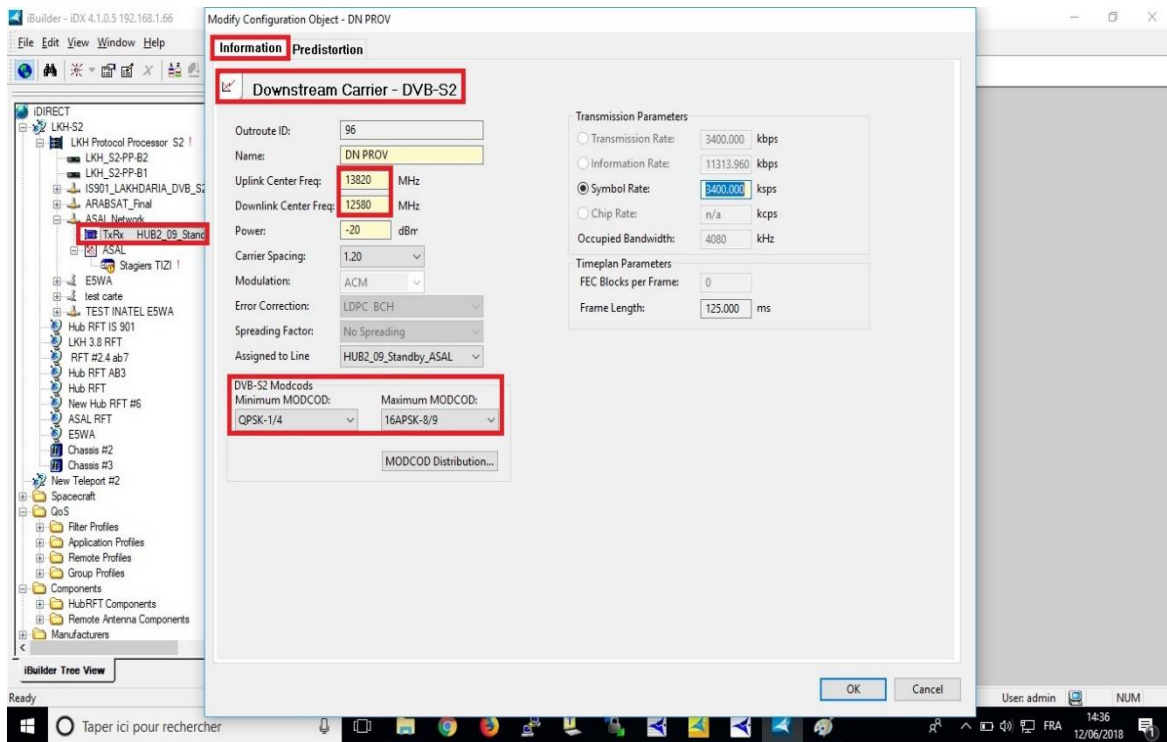 iBuilder - iDX 4.1.0.5 192.168.1.66
File Edit View Window Help
iDIRECT
LKH-S2
LKH Protocol Processor S2 !
LKH_S2-PP-B2
LKH_S2-PP-B1
IS901_LAKHDARIA_DVB_S2
ARABSAT_Final
ASAL Network
TxRx HUB2_09_Stand
ASAL
Stagiers TIZI !
E5WA
test carte
TEST INATEL E5WA
Hub RFT IS 901
LKH 3.8 RFT
RFT #2.4 ab7
Hub RFT AB3
Hub RFT
New Hub RFT #6
ASAL RFT
E5WA
Chassis #2
Chassis #3
New Teleport #2
Spacecraft
QoS
Filter Profiles
Application Profiles
Remote Profiles
Group Profiles
Components
HubRFT Components
Remote Antenna Components
Manufacturers
iBuilder Tree View
Ready
Modify Configuration Object - DN PROV
Information Predistortion
Downstream Carrier - DVB-S2
Outroute ID: 96
Name: DN PROV
Uplink Center Freq: 13820 MHz
Downlink Center Freq: 12580 MHz
Power: -20 dBm
Carrier Spacing: 1.20
Modulation: ACM
Error Correction: LDPC BCH
Spreading Factor: No Spreading
Assigned to Line HUB2_09_Standby_ASAL
DVB-S2 Modcods
Minimum MODCOD: Maximum MODCOD:
QPSK-1/4 16APSK-8/9
MODCOD Distribution...
Transmission Parameters
Transmission Rate: 3400.000 kbps
Information Rate: 11313.960 kbps
Symbol Rate: 3400.000 ksps
Chip Rate: n/a kcps
Occupied Bandwidth: 4080 kHz
Timeplan Parameters
FEC Blocks per Frame: 0
Frame Length: 125.000 ms
OK Cancel
User: admin NUM
Taper ici pour rechercher
FRA
14:36
12/06/2018